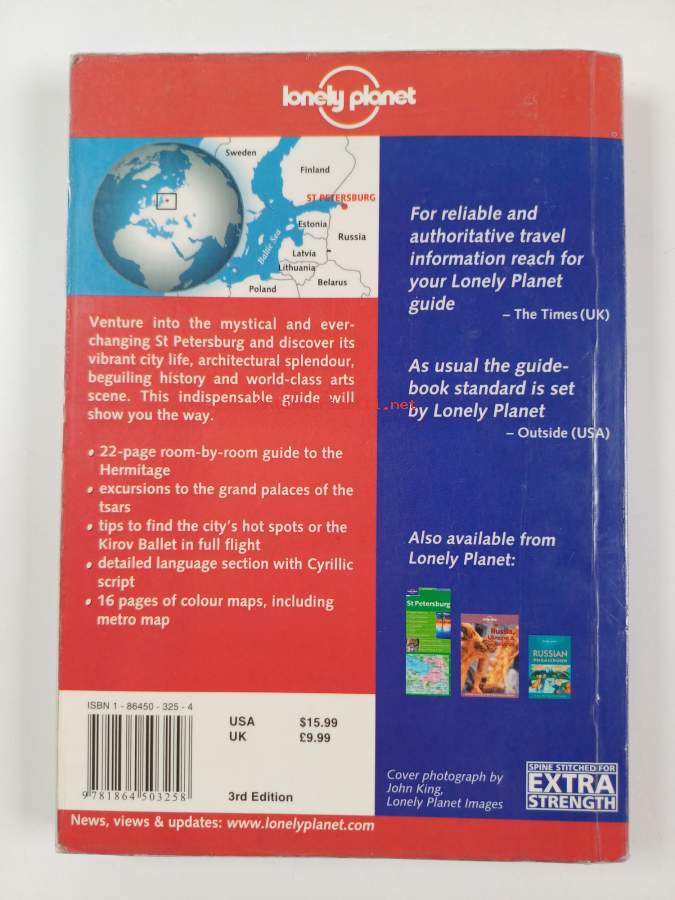 lonely planet
Sweden
Finland
ST PETERSBURG
Estonia
Russia
Baltic Sea
Latvia
Lithuania
Belarus
Poland
Venture into the mystical and ever-
changing St Petersburg and discover its
vibrant city life, architectural splendour,
beguiling history and world-class arts
scene. This indispensable guide will
show you the way.
• 22-page room-by-room guide to the
Hermitage
• excursions to the grand palaces of the
tsars
• tips to find the city's hot spots or the
Kirov Ballet in full flight
• detailed language section with Cyrillic
script
• 16 pages of colour maps, including
metro map
For reliable and
authoritative travel
information reach for
your Lonely Planet
guide
– The Times (UK)
As usual the guide-
book standard is set
by Lonely Planet
– Outside (USA)
Also available from
Lonely Planet:
St Petersburg
Russia,
RUSSIAN
ISBN 1 - 86450 - 325 - 4
9 781864 503258
USA $15.99
UK £9.99
3rd Edition
Cover photograph by
John King,
Lonely Planet Images
SPINE STITCHED FOR
EXTRA
STRENGTH
News, views & updates: www.lonelyplanet.com